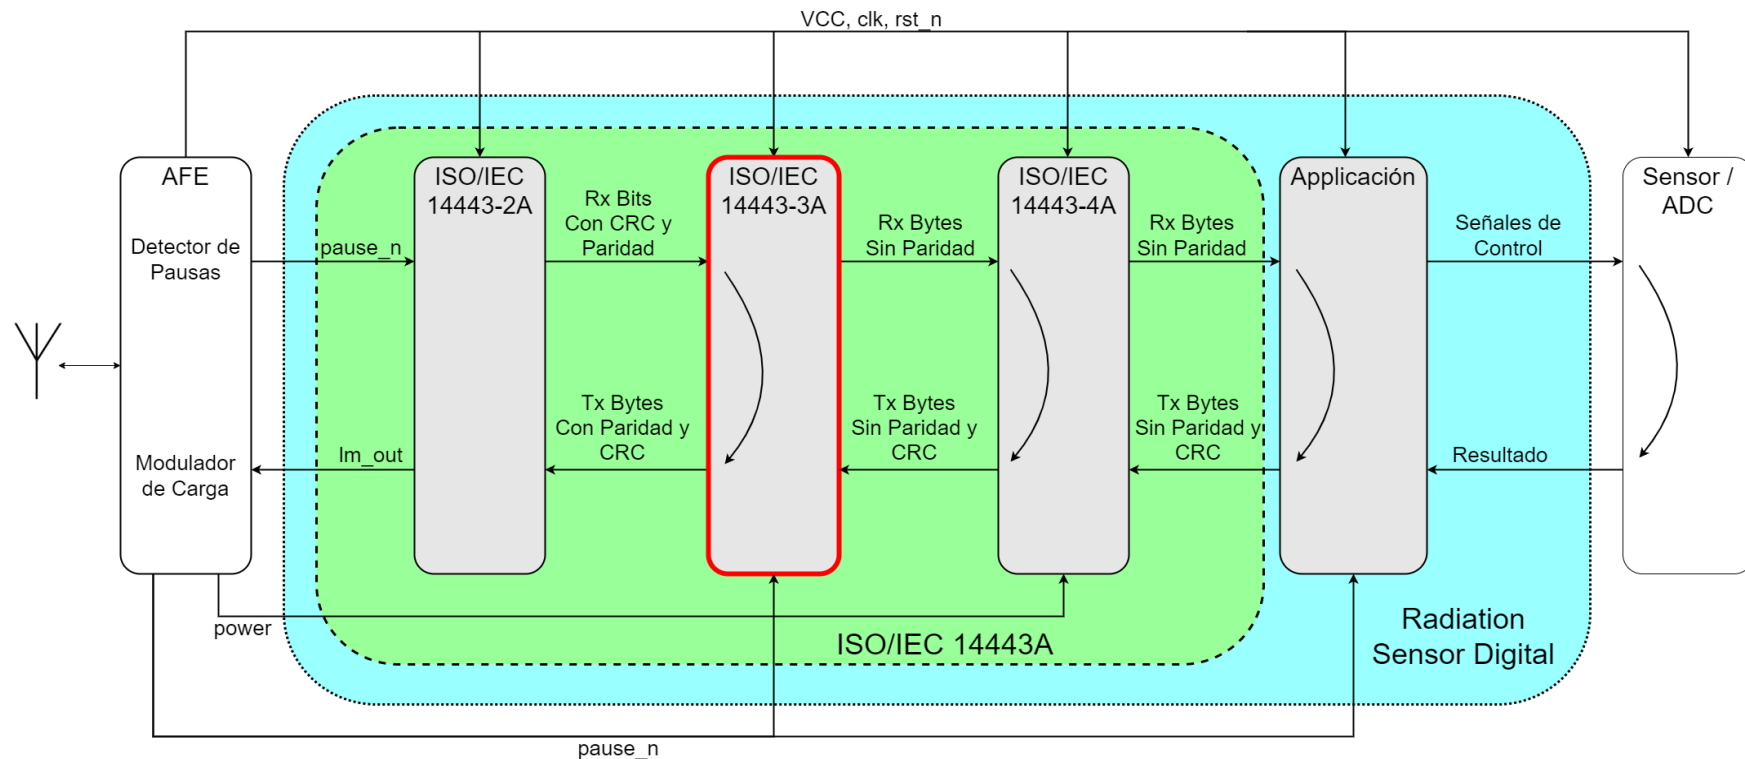 VCC, clk, rst_n
AFE
Detector de
Pausas
Modulador
de Carga
pause_n
lm_out
power
ISO/IEC
14443-2A
Rx Bits
Con CRC y
Paridad
Tx Bytes
Con Paridad y
CRC
ISO/IEC
14443-3A
Rx Bytes
Sin Paridad
Tx Bytes
Sin Paridad y
CRC
ISO/IEC
14443-4A
Rx Bytes
Sin Paridad
Tx Bytes
Sin Paridad y
CRC
Applicación
Señales de
Control
Resultado
Sensor /
ADC
ISO/IEC 14443A
Radiation
Sensor Digital
pause_n